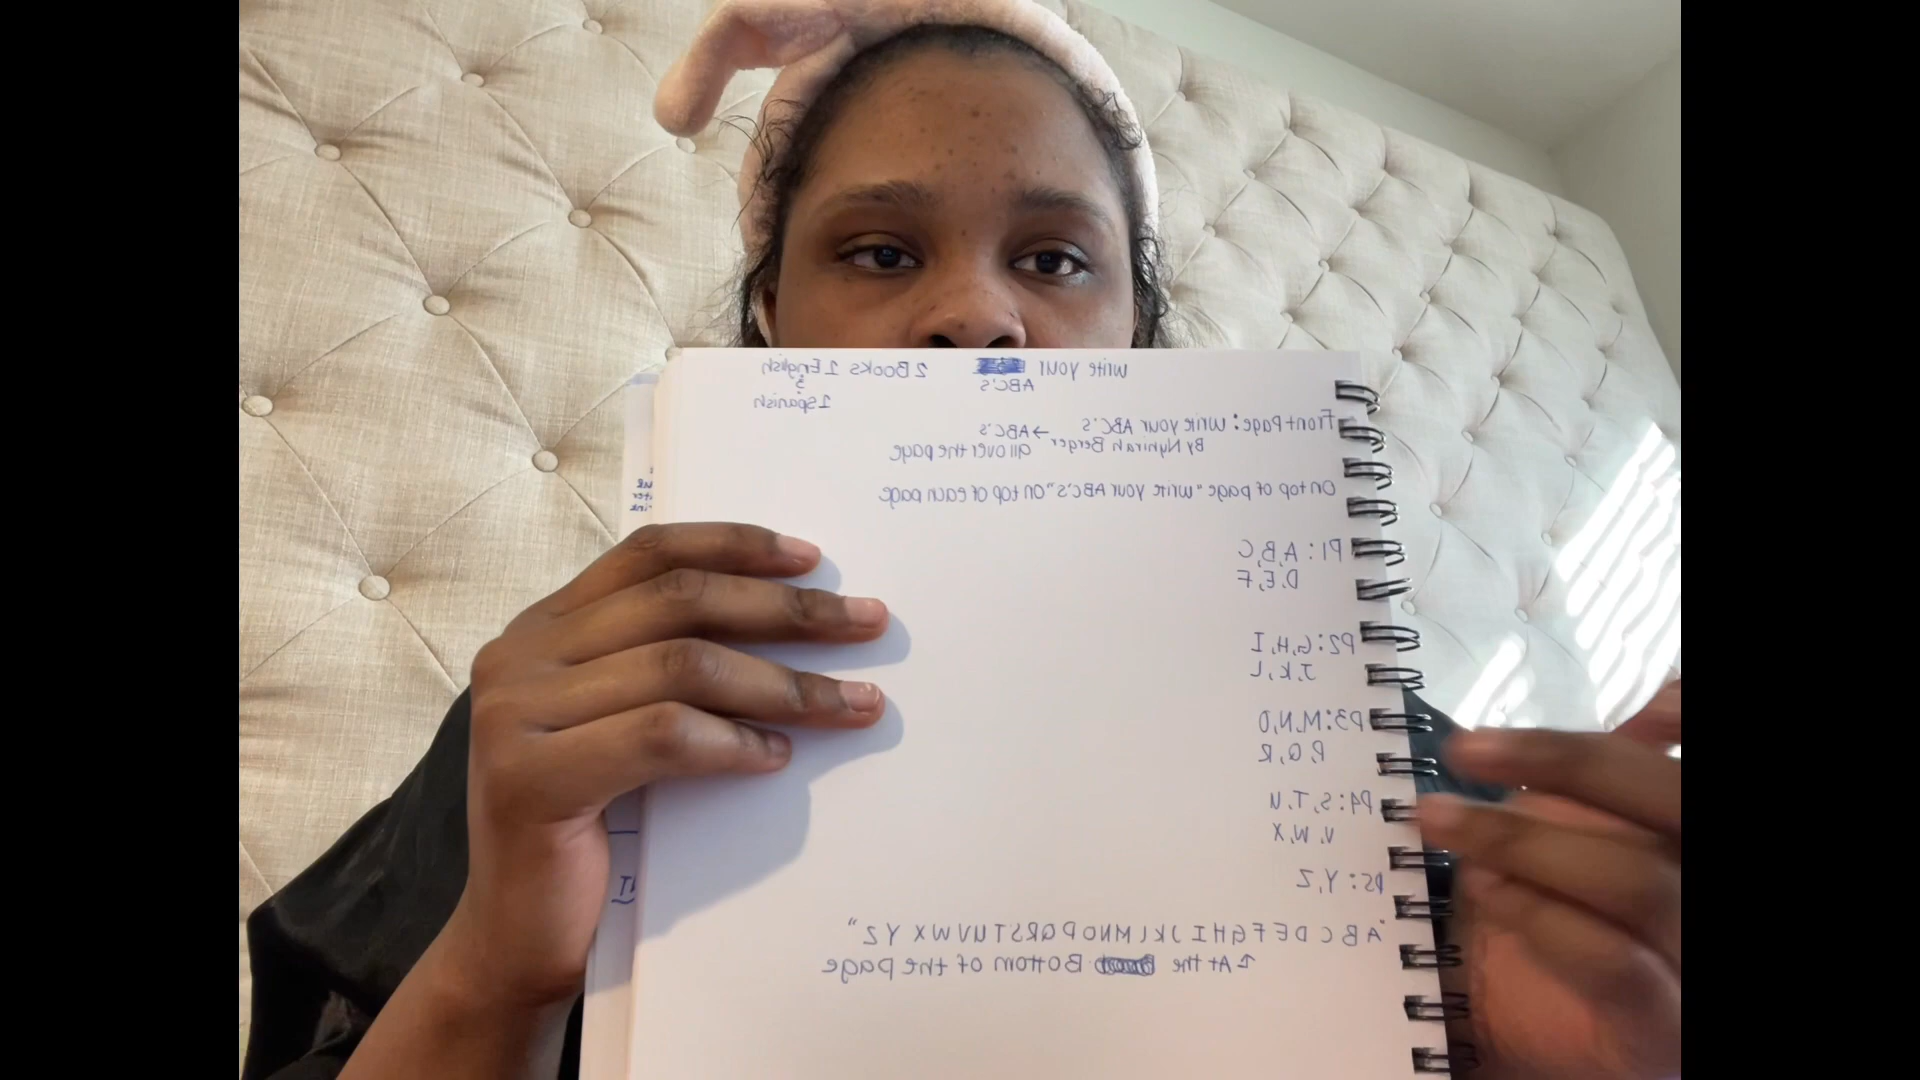 write your
ABC's
2 Books 1 English
&
1 Spanish
Front Page: write your ABC's → ABC's
By Nyhirah Berger all over the page
On top of page "write your ABC's" on top of each page
P1: A, B, C
D, E, F
P2: G, H, I
J, K, L
P3: M, N, O
P, Q, R
P4: S, T, U
V, W, X
P5: Y, Z
"A B C D E F G H I J K L M N O P Q R S T U V W X Y Z"
↑ At the Bottom of the page